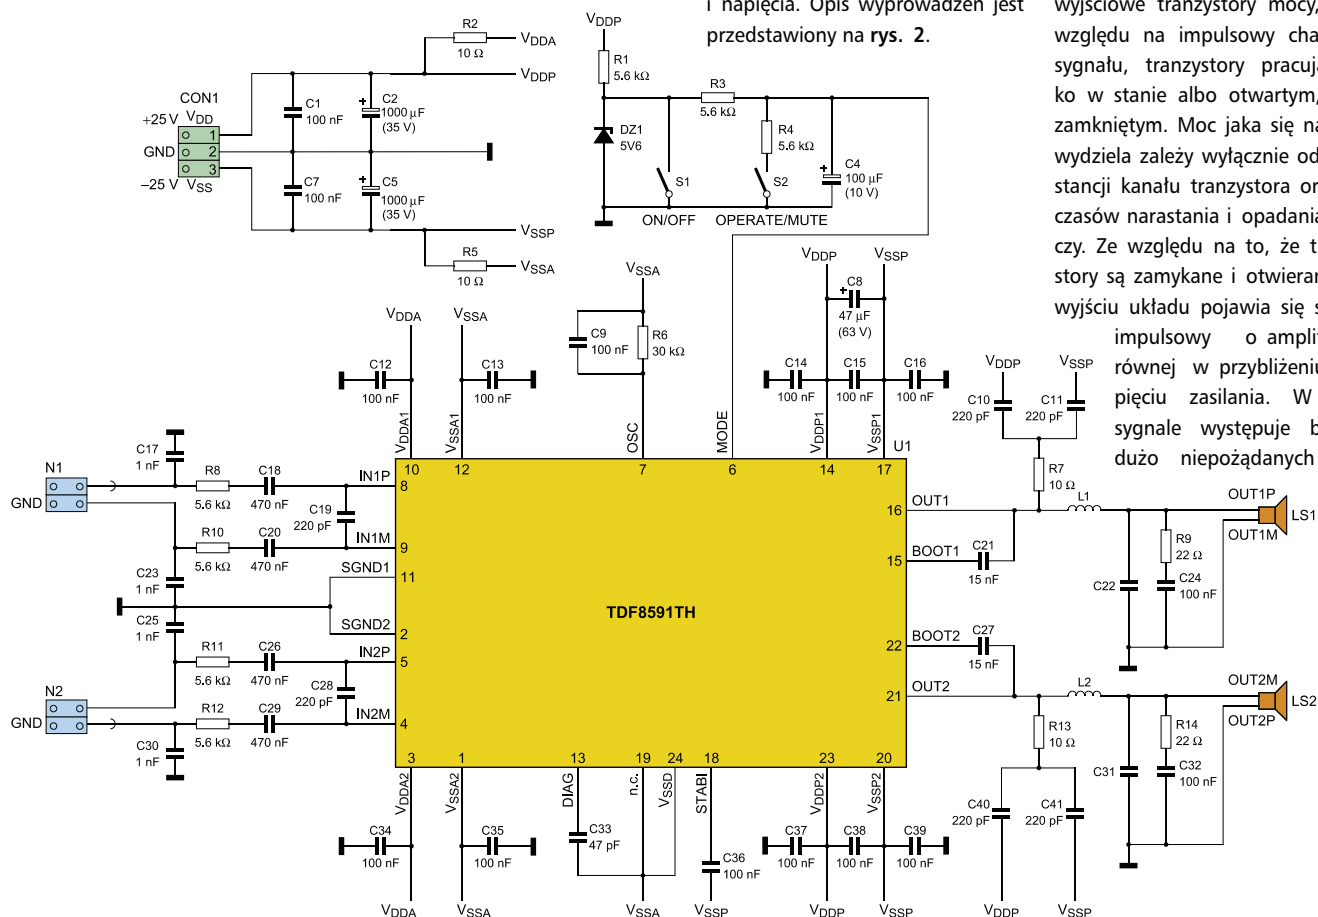 i napięcia. Opis wyprowadzeń jest
przedstawiony na rys. 2.
wyjściowe tranzystory mocy,
względu na impulsowy cha
sygnału, tranzystory pracuj
ko w stanie albo otwartym,
zamkniętym. Moc jaka się na
wydziela zależy wyłącznie od
stancji kanału tranzystora or
czasów narastania i opadania
czy. Ze względu na to, że t
story są zamykane i otwieran
wyjściu układu pojawia się s
impulsowy o ampli
równej w przybliżeniu
pięciu zasilania. W
sygnale występuje b
dużo niepożądanych
R2
10 Ω
VDDA
VDDP
CON1
+25 V VDD
GND
−25 V VSS
1
2
3
C1
100 nF
+
C2
1000 µF
(35 V)
C7
100 nF
+
C5
1000 µF
(35 V)
VSSP
R5
10 Ω
VSSA
VDDP
R1
5.6 kΩ
R3
5.6 kΩ
DZ1
5V6
R4
5.6 kΩ
S1
S2
+
C4
100 µF
(10 V)
ON/OFF
OPERATE/MUTE
VDDA
VSSA
C12
100 nF
C13
100 nF
VSSA
C9
100 nF
R6
30 kΩ
VDDP
VSSP
+
C8
47 µF
(63 V)
C14
100 nF
C15
100 nF
C16
100 nF
VDDA1
VSSA1
OSC
MODE
VDDP1
VSSP1
U1
10
12
7
6
14
17
N1
GND
C17
1 nF
R8
5.6 kΩ
C18
470 nF
IN1P
8
C19
220 pF
R10
5.6 kΩ
C20
470 nF
IN1M
9
C23
1 nF
SGND1
11
C25
1 nF
SGND2
2
R11
5.6 kΩ
C26
470 nF
IN2P
5
C28
220 pF
N2
GND
R12
5.6 kΩ
C29
470 nF
IN2M
4
C30
1 nF
TDF8591TH
VDDP
VSSP
C10
220 pF
C11
220 pF
R7
10 Ω
16
OUT1
L1
OUT1P
LS1
OUT1M
15
BOOT1
C21
15 nF
R9
22 Ω
C22
C24
100 nF
22
BOOT2
C27
15 nF
21
OUT2
L2
OUT2M
LS2
OUT2P
R13
10 Ω
R14
22 Ω
C31
C32
100 nF
C40
220 pF
C41
220 pF
VDDP
VSSP
3
1
13
19
24
18
23
20
VDDA2
VSSA2
DIAG
n.c.
VSSD
STABI
VDDP2
VSSP2
C34
100 nF
C35
100 nF
C33
47 pF
C36
100 nF
C37
100 nF
C38
100 nF
C39
100 nF
VDDA
VSSA
VSSA
VSSP
VDDP
VSSP